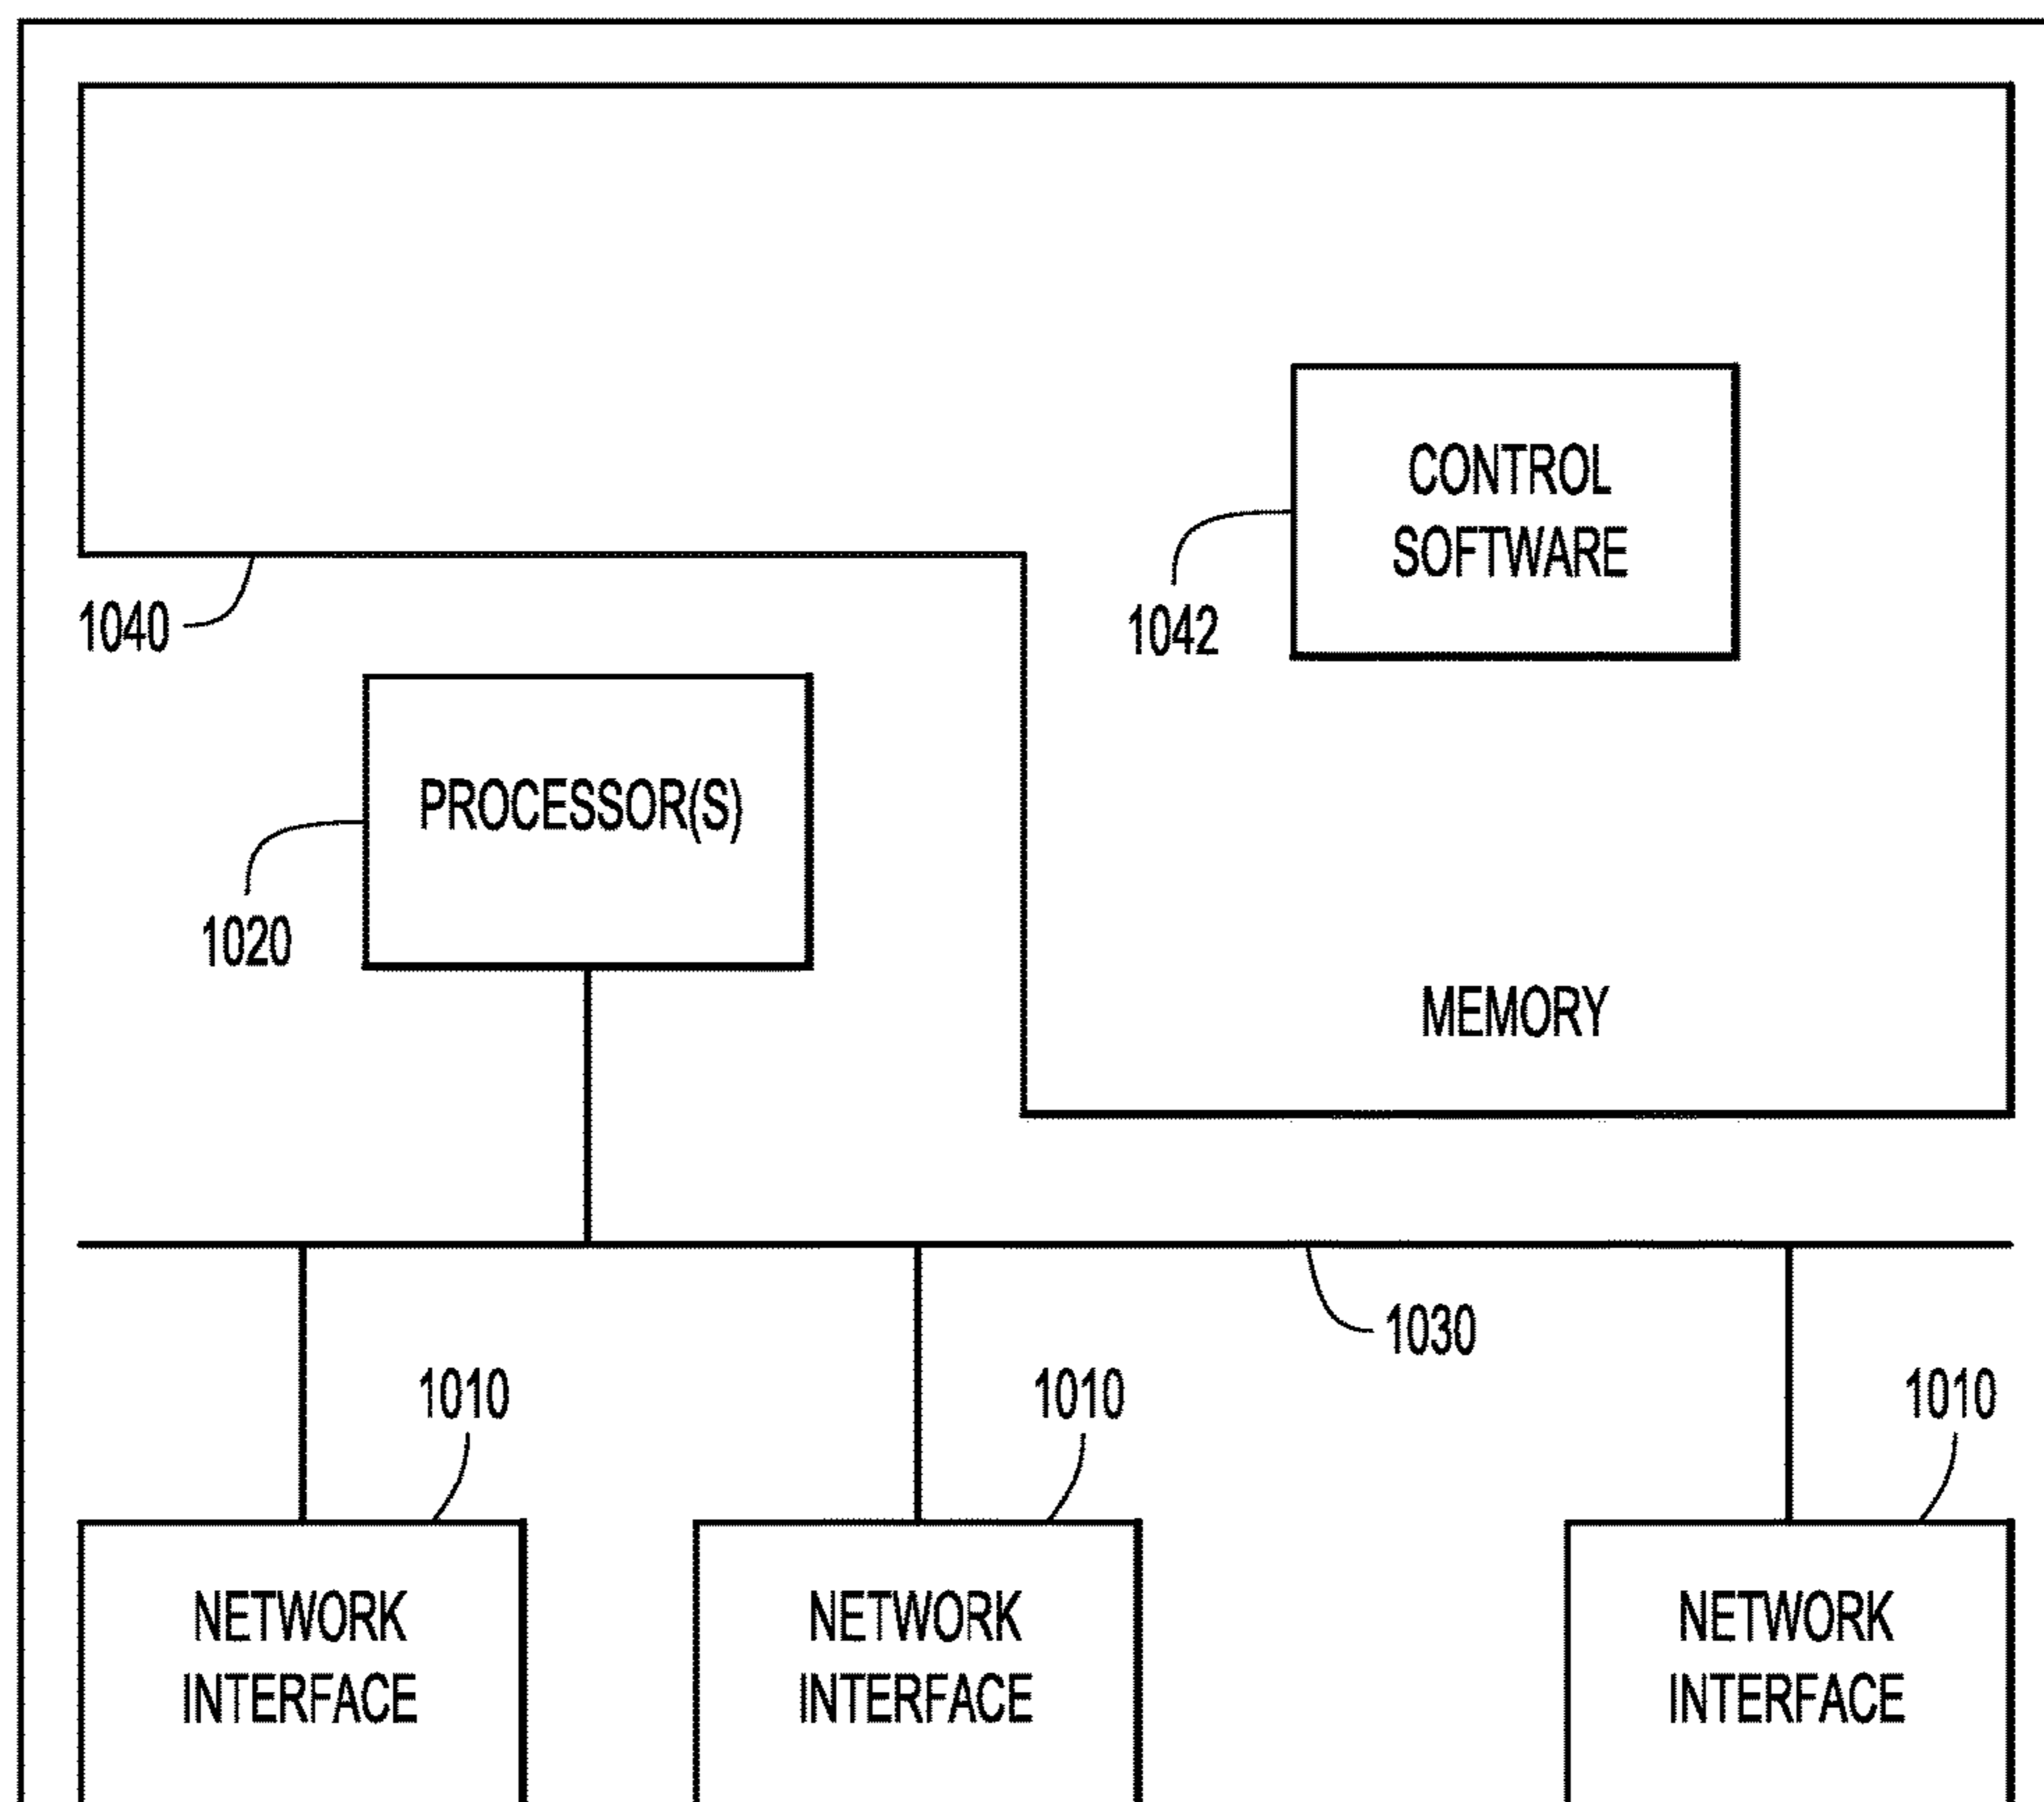 CONTROL
SOFTWARE
1040
1042
PROCESSOR(S)
1020
MEMORY
1030
1010
1010
1010
NETWORK
INTERFACE
NETWORK
INTERFACE
NETWORK
INTERFACE